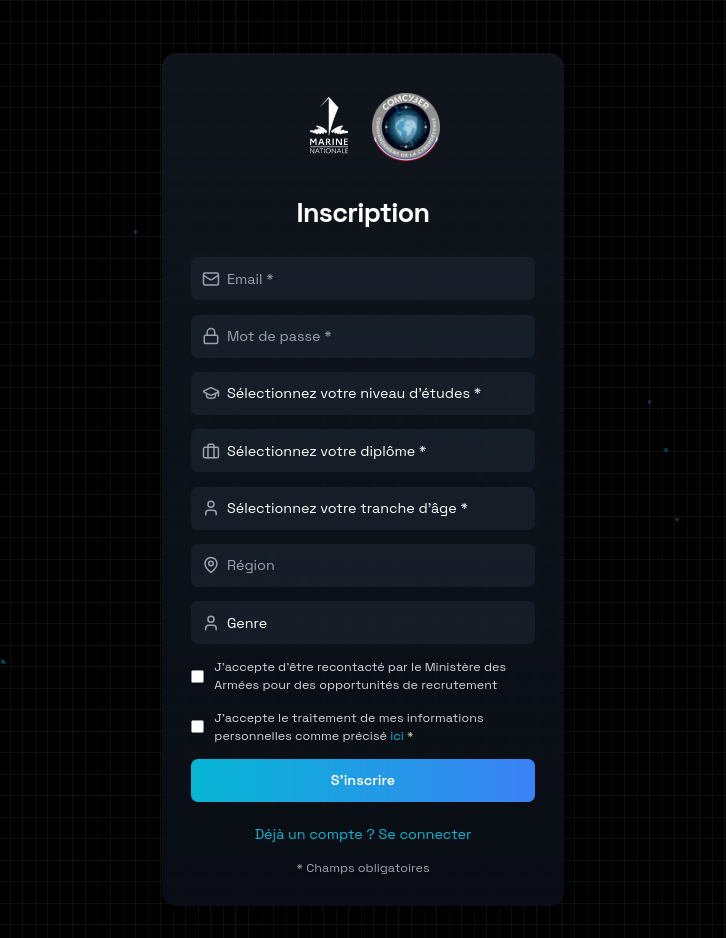 MARINE
NATIONALE
COMCYBER
Inscription
Email *
Mot de passe *
Sélectionnez votre niveau d'études *
Sélectionnez votre diplôme *
Sélectionnez votre tranche d'âge *
Région
Genre
J'accepte d'être recontacté par le Ministère des
Armées pour des opportunités de recrutement
J'accepte le traitement de mes informations
personnelles comme précisé ici *
S'inscrire
Déjà un compte ? Se connecter
* Champs obligatoires